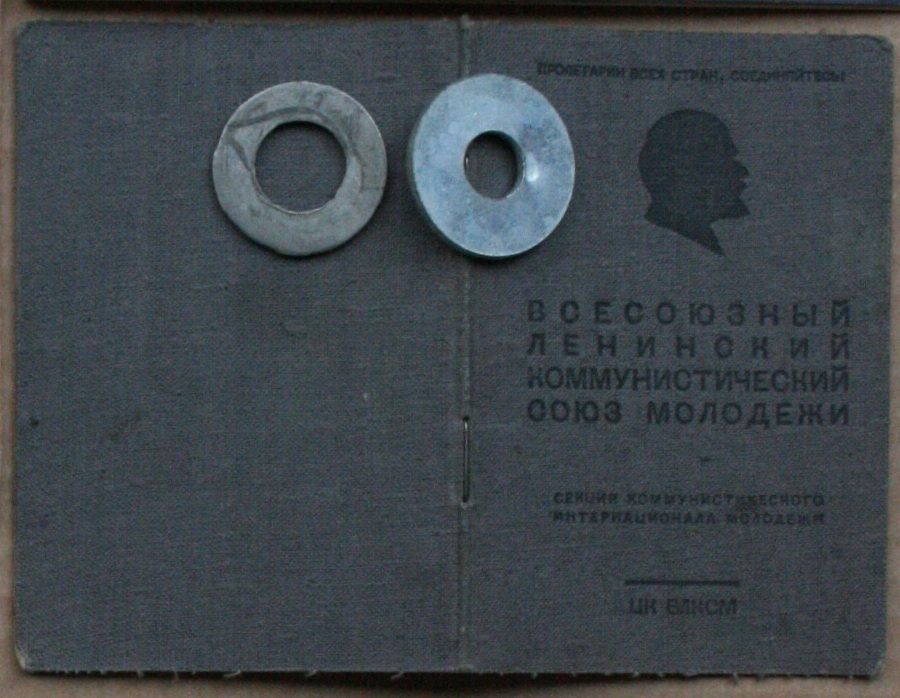 ПРОЛЕТАРИИ ВСЕХ СТРАН, СОЕДИНЯЙТЕСЬ!
ВСЕСОЮЗНЫЙ
ЛЕНИНСКИЙ
КОММУНИСТИЧЕСКИЙ
СОЮЗ МОЛОДЕЖИ
СЕКЦИЯ КОММУНИСТИЧЕСКОГО
ИНТЕРНАЦИОНАЛА МОЛОДЕЖИ
ЦК ВЛКСМ